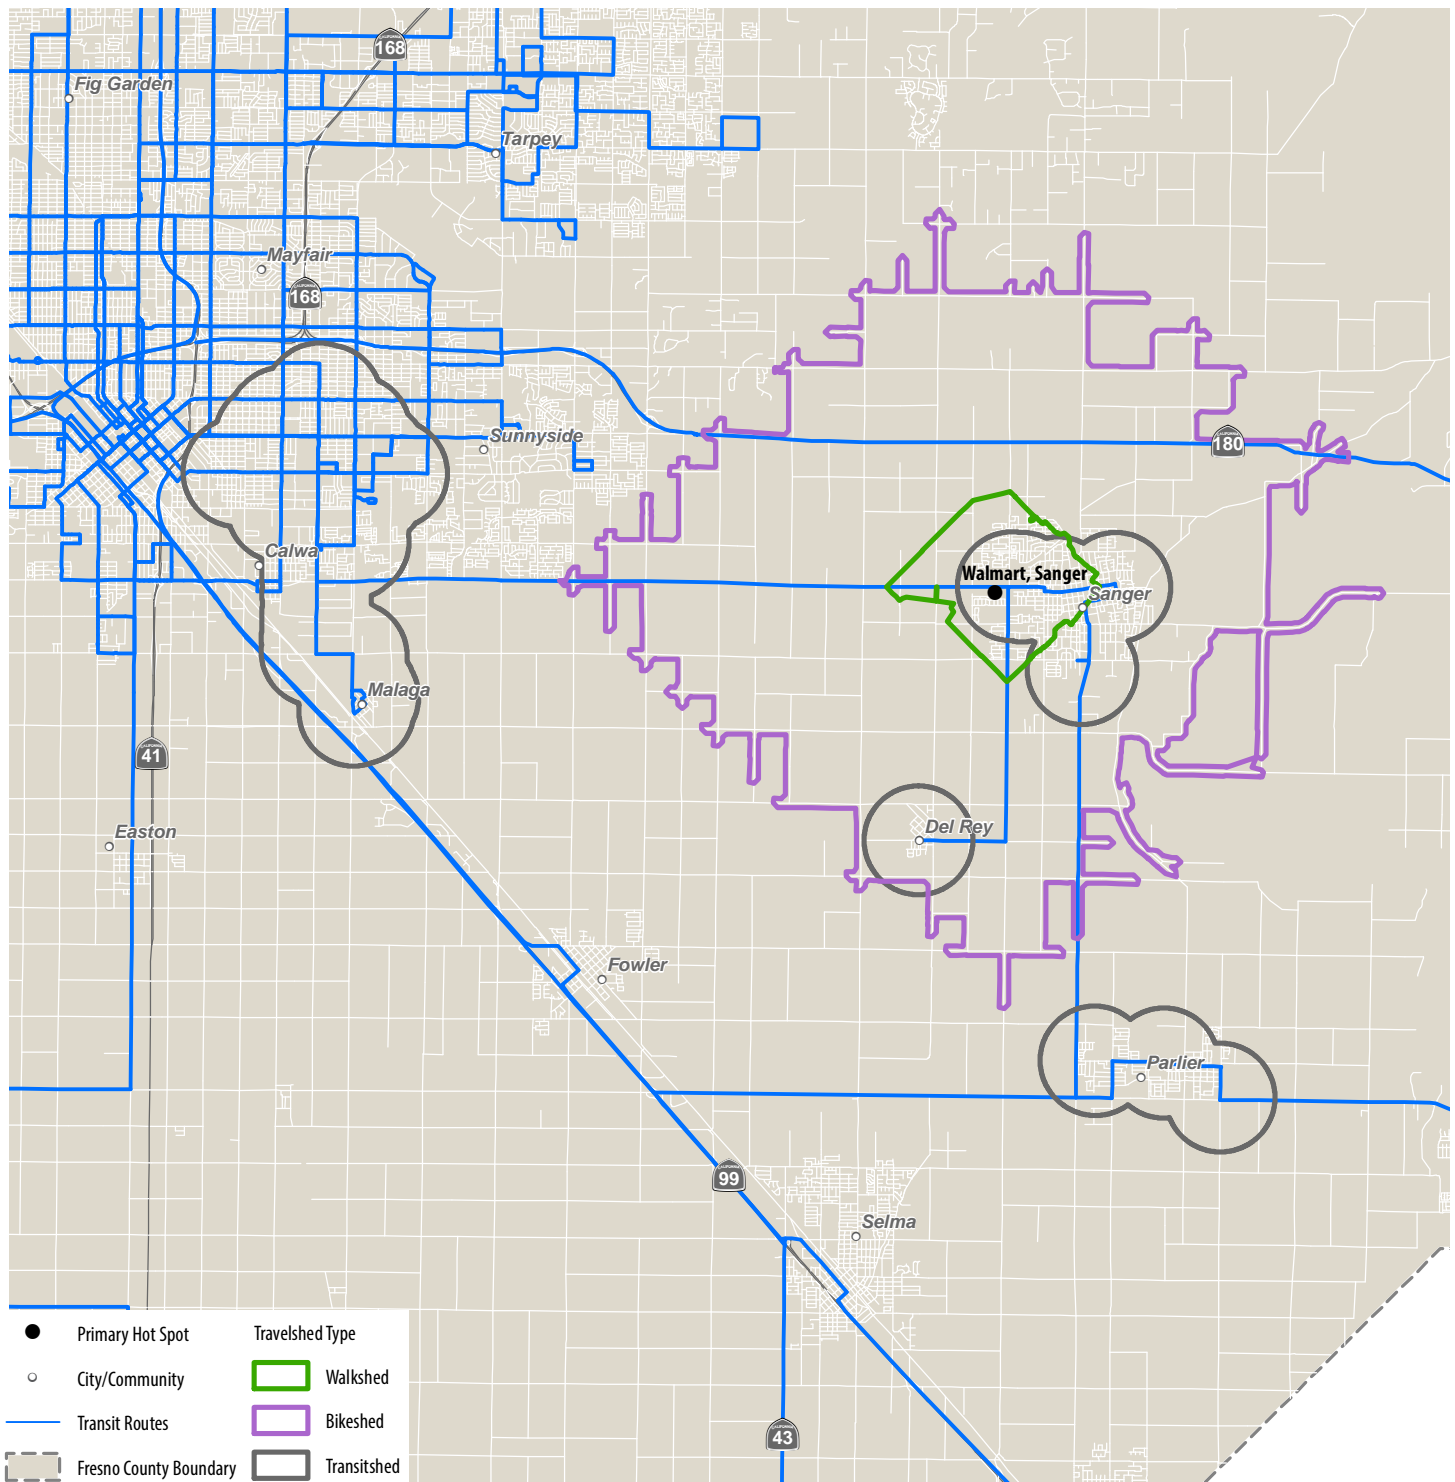 168
Fig Garden
Tarpey
Mayfair
168
Sunnyside
180
Calwa
Walmart, Sanger
Sanger
Malaga
41
Del Rey
Easton
Fowler
Parlier
99
Selma
43
Primary Hot Spot
City/Community
Transit Routes
Fresno County Boundary
Travelshed Type
Walkshed
Bikeshed
Transitshed